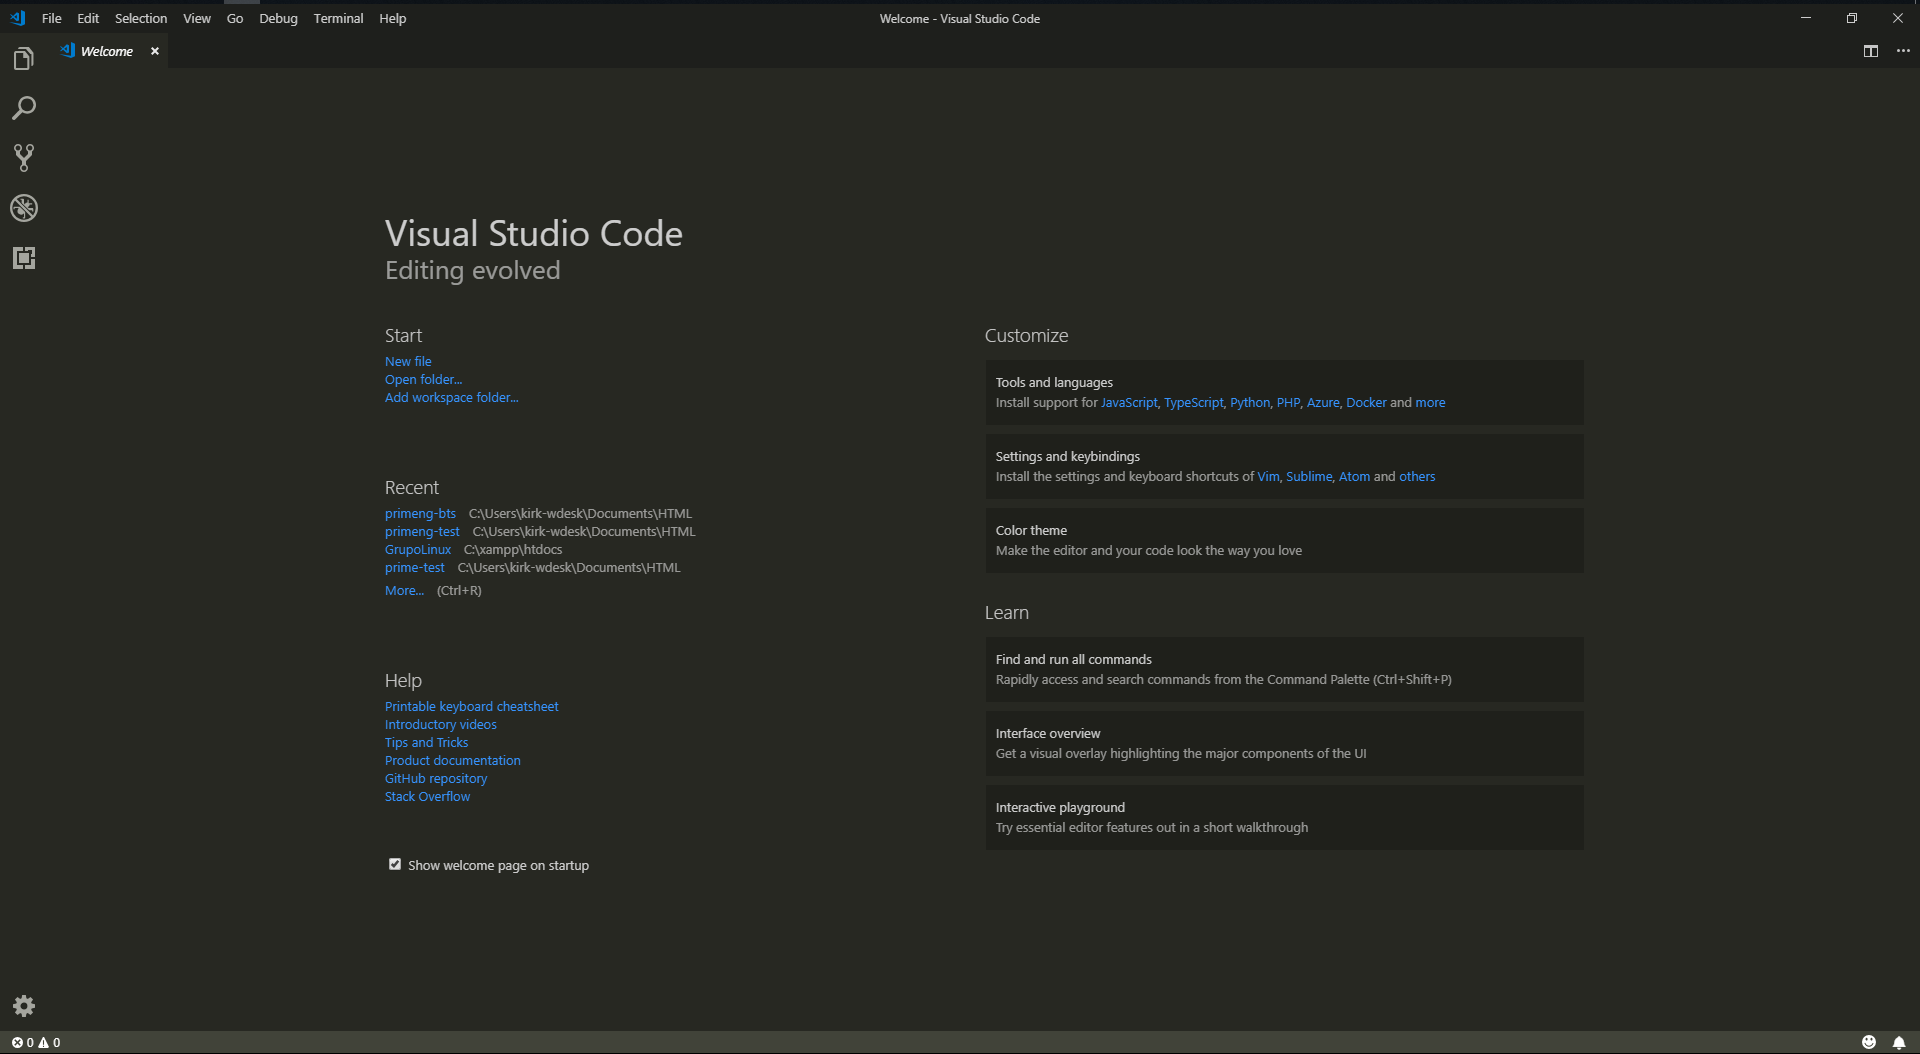 File Edit Selection View Go Debug Terminal Help
Welcome - Visual Studio Code
Welcome
Visual Studio Code
Editing evolved
Start
New file
Open folder...
Add workspace folder...
Recent
primeng-bts C:\Users\kirk-wdesk\Documents\HTML
primeng-test C:\Users\kirk-wdesk\Documents\HTML
GrupoLinux C:\xampp\htdocs
prime-test C:\Users\kirk-wdesk\Documents\HTML
More... (Ctrl+R)
Help
Printable keyboard cheatsheet
Introductory videos
Tips and Tricks
Product documentation
GitHub repository
Stack Overflow
Show welcome page on startup
Customize
Tools and languages
Install support for JavaScript, TypeScript, Python, PHP, Azure, Docker and more
Settings and keybindings
Install the settings and keyboard shortcuts of Vim, Sublime, Atom and others
Color theme
Make the editor and your code look the way you love
Learn
Find and run all commands
Rapidly access and search commands from the Command Palette (Ctrl+Shift+P)
Interface overview
Get a visual overlay highlighting the major components of the UI
Interactive playground
Try essential editor features out in a short walkthrough
0 0